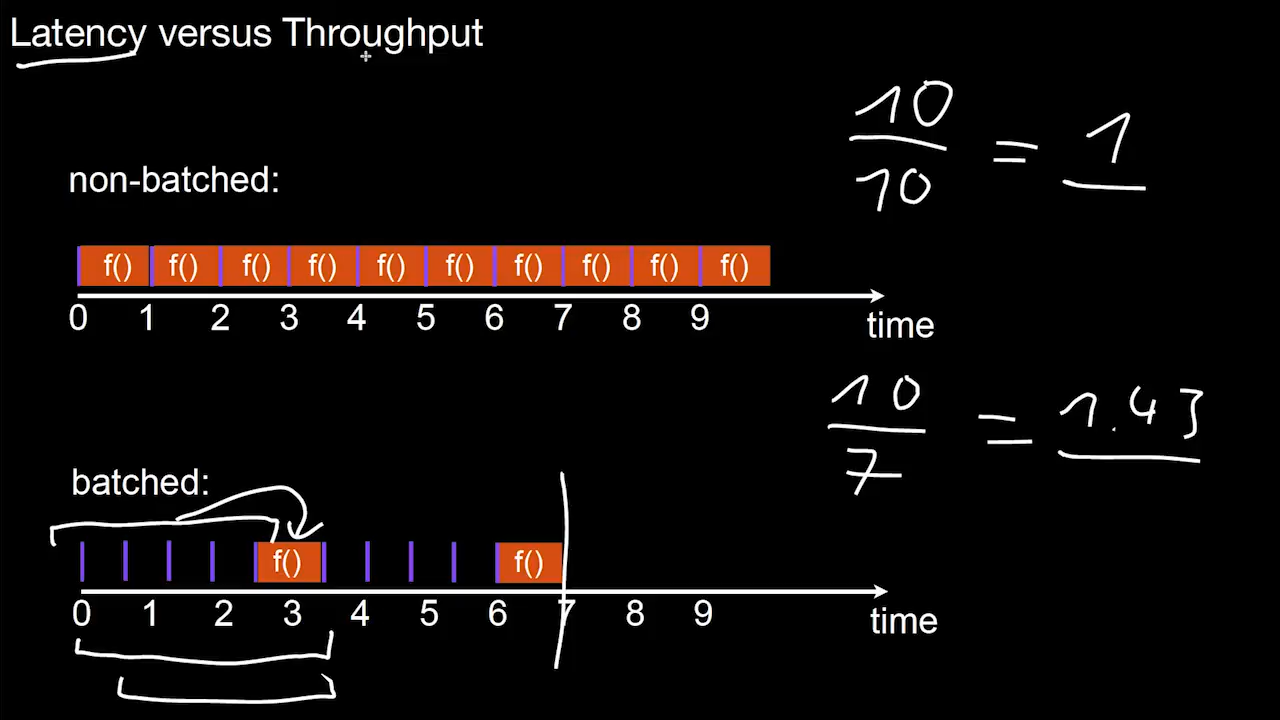 Latency versus Throughput
10
10
= 1
non-batched:
f() f() f() f() f() f() f() f() f() f()
0 1 2 3 4 5 6 7 8 9
time
10
7
= 1.43
batched:
f() f()
0 1 2 3 4 5 6 7 8 9
time